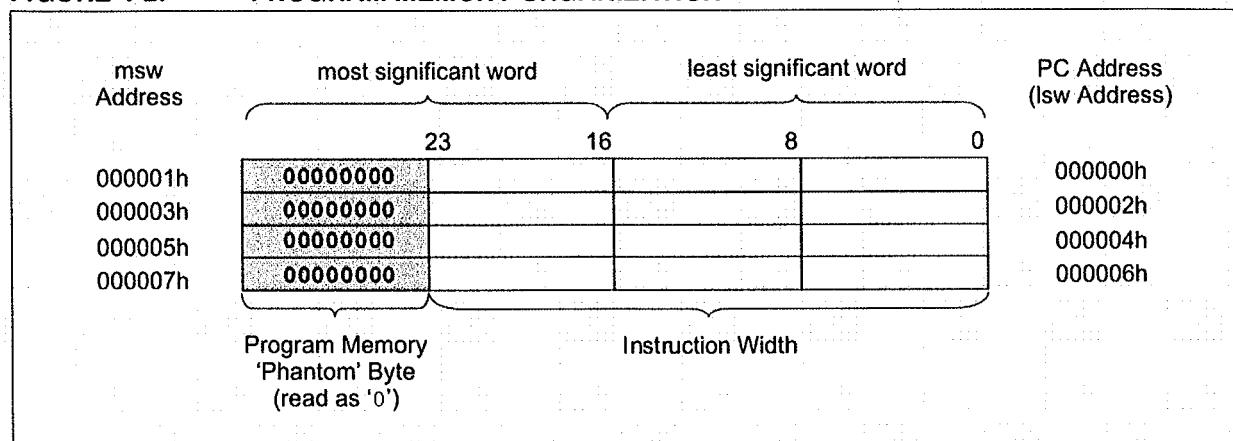 msw Address
most significant word
least significant word
PC Address (lsw Address)
23 16 8 0
000001h 00000000 000000h
000003h 00000000 000002h
000005h 00000000 000004h
000007h 00000000 000006h
Program Memory
'Phantom' Byte
(read as '0')
Instruction Width